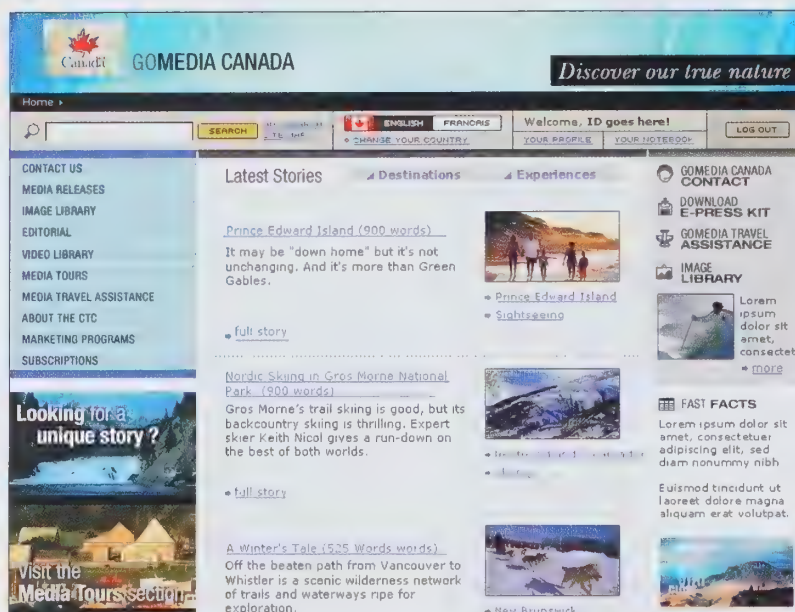 Canada
GOMEDIA CANADA
Discover our true nature
Home
SEARCH
ENGLISH FRANCAIS
CHANGE YOUR COUNTRY
Welcome, ID goes here!
YOUR PROFILE YOUR NOTEBOOK
LOG OUT
CONTACT US
MEDIA RELEASES
IMAGE LIBRARY
EDITORIAL
VIDEO LIBRARY
MEDIA TOURS
MEDIA TRAVEL ASSISTANCE
ABOUT THE CTC
MARKETING PROGRAMS
SUBSCRIPTIONS
Looking for a
unique story ?
Visit the
Media Tours section
Latest Stories
Destinations
Experiences
Prince Edward Island (900 words)
It may be "down home" but it's not
unchanging. And it's more than Green
Gables.
full story
Prince Edward Island
Sightseeing
Nordic Skiing in Gros Morne National
Park (900 words)
Gros Morne's trail skiing is good, but its
backcountry skiing is thrilling. Expert
skier Keith Nicol gives a run-down on
the best of both worlds.
full story
A Winter's Tale (525 Words words)
Off the beaten path from Vancouver to
Whistler is a scenic wilderness network
of trails and waterways ripe for
exploration.
New Brunswick
GOMEDIA CANADA
CONTACT
DOWNLOAD
E-PRESS KIT
GOMEDIA TRAVEL
ASSISTANCE
IMAGE
LIBRARY
Lorem
ipsum
dolor sit
amet,
consectet
more
FAST FACTS
Lorem ipsum dolor sit
amet, consectetuer
adipiscing elit, sed
diam nonummy nibh
Euismod tincidunt ut
laoreet dolore magna
aliquam erat volutpat.